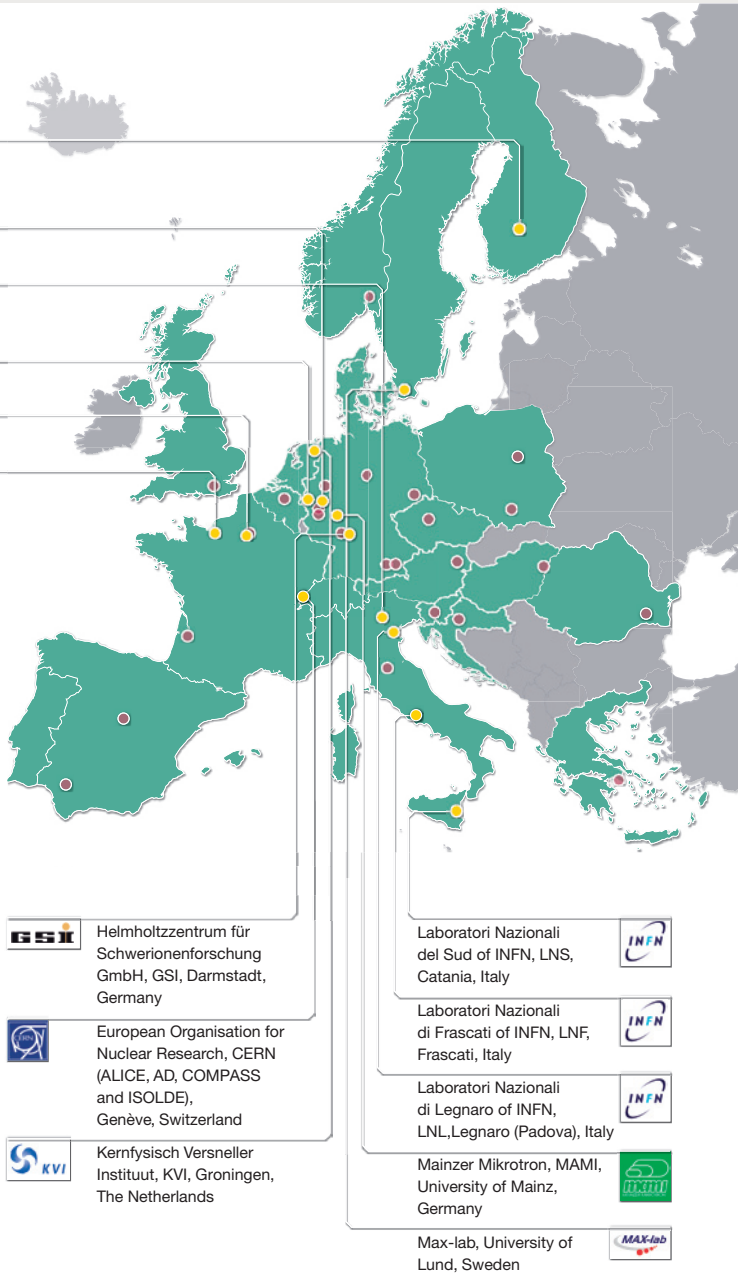 GSI
Helmholtzzentrum für
Schwerionenforschung
GmbH, GSI, Darmstadt,
Germany
CERN
European Organisation for
Nuclear Research, CERN
(ALICE, AD, COMPASS
and ISOLDE),
Genève, Switzerland
KVI
Kernfysisch Versneller
Instituut, KVI, Groningen,
The Netherlands
Laboratori Nazionali
del Sud of INFN, LNS,
Catania, Italy
INFN
Laboratori Nazionali
di Frascati of INFN, LNF,
Frascati, Italy
INFN
Laboratori Nazionali
di Legnaro of INFN,
LNL,Legnaro (Padova), Italy
INFN
Mainzer Mikrotron, MAMI,
University of Mainz,
Germany
Max-lab, University of
Lund, Sweden
MAX-lab